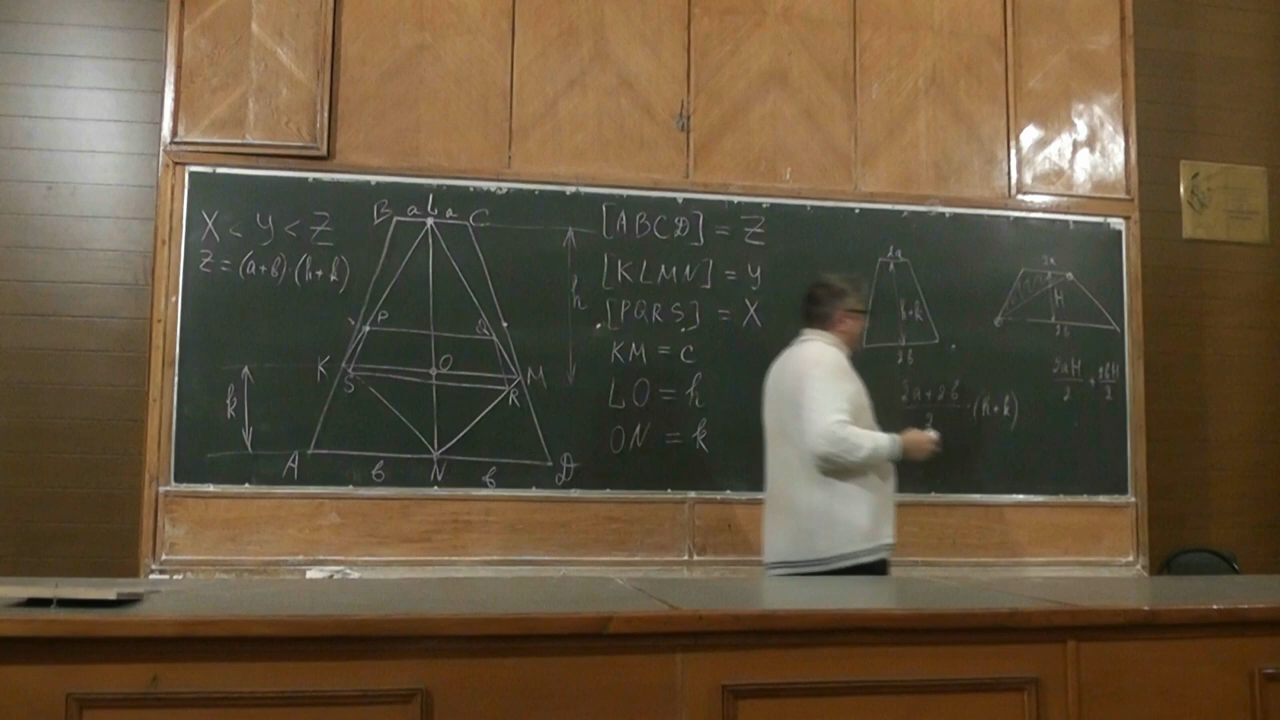 X < Y < Z
Z = (a+b)·(h+k)
B a L a C
P Q
K S O R M
h
k
A b N b D
[ABCD] = Z
[KLMN] = Y
[PQRS] = X
KM = c
LO = h
ON = k
2a
h+k
2b
2a+2b
2
·(h+k)
2a
H
2b
2aH/2 + 2bH/2